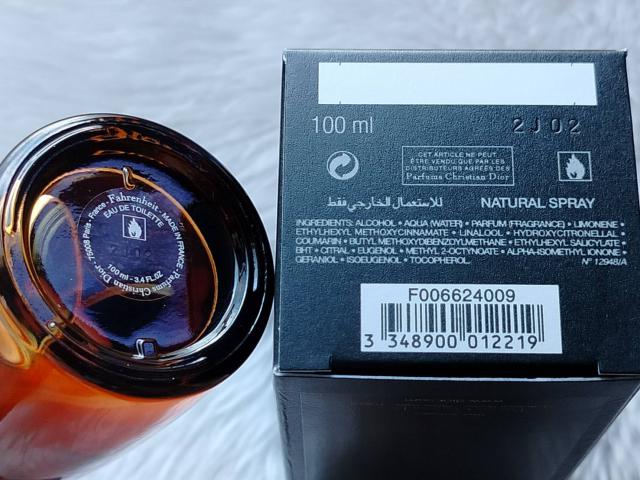 Fahrenheit
EAU DE TOILETTE
MADE IN FRANCE
Parfums Christian Dior
75008 Paris - France
100 ml - 3.4 FL.OZ
100 ml
2J02
CET ARTICLE NE PEUT
ÊTRE VENDU QUE PAR LES
DISTRIBUTEURS AGRÉÉS DES
Parfums Christian Dior
للاستعمال الخارجي فقط
NATURAL SPRAY
INGREDIENTS: ALCOHOL • AQUA (WATER) • PARFUM (FRAGRANCE) • LIMONENE •
ETHYLHEXYL METHOXYCINNAMATE • LINALOOL • HYDROXYCITRONELLAL •
COUMARIN • BUTYL METHOXYDIBENZOYLMETHANE • ETHYLHEXYL SALICYLATE •
BHT • CITRAL • EUGENOL • METHYL 2-OCTYNOATE • ALPHA-ISOMETHYL IONONE •
GERANIOL • ISOEUGENOL • TOCOPHEROL.
N° 12948/A
F006624009
3 348900 012219